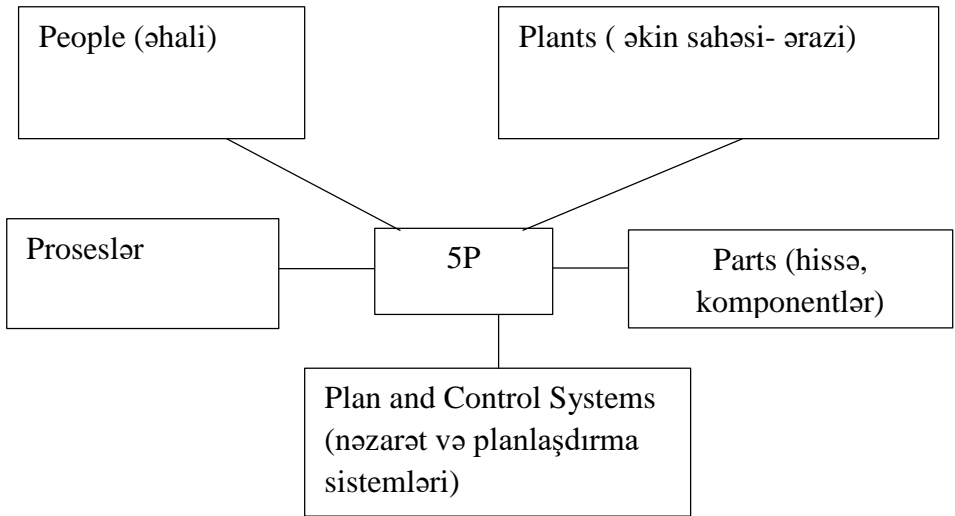 People (əhali)
Plants ( əkin sahəsi- ərazi)
Proseslər
5P
Parts (hissə,
komponentlər)
Plan and Control Systems
(nəzarət və planlaşdırma
sistemləri)